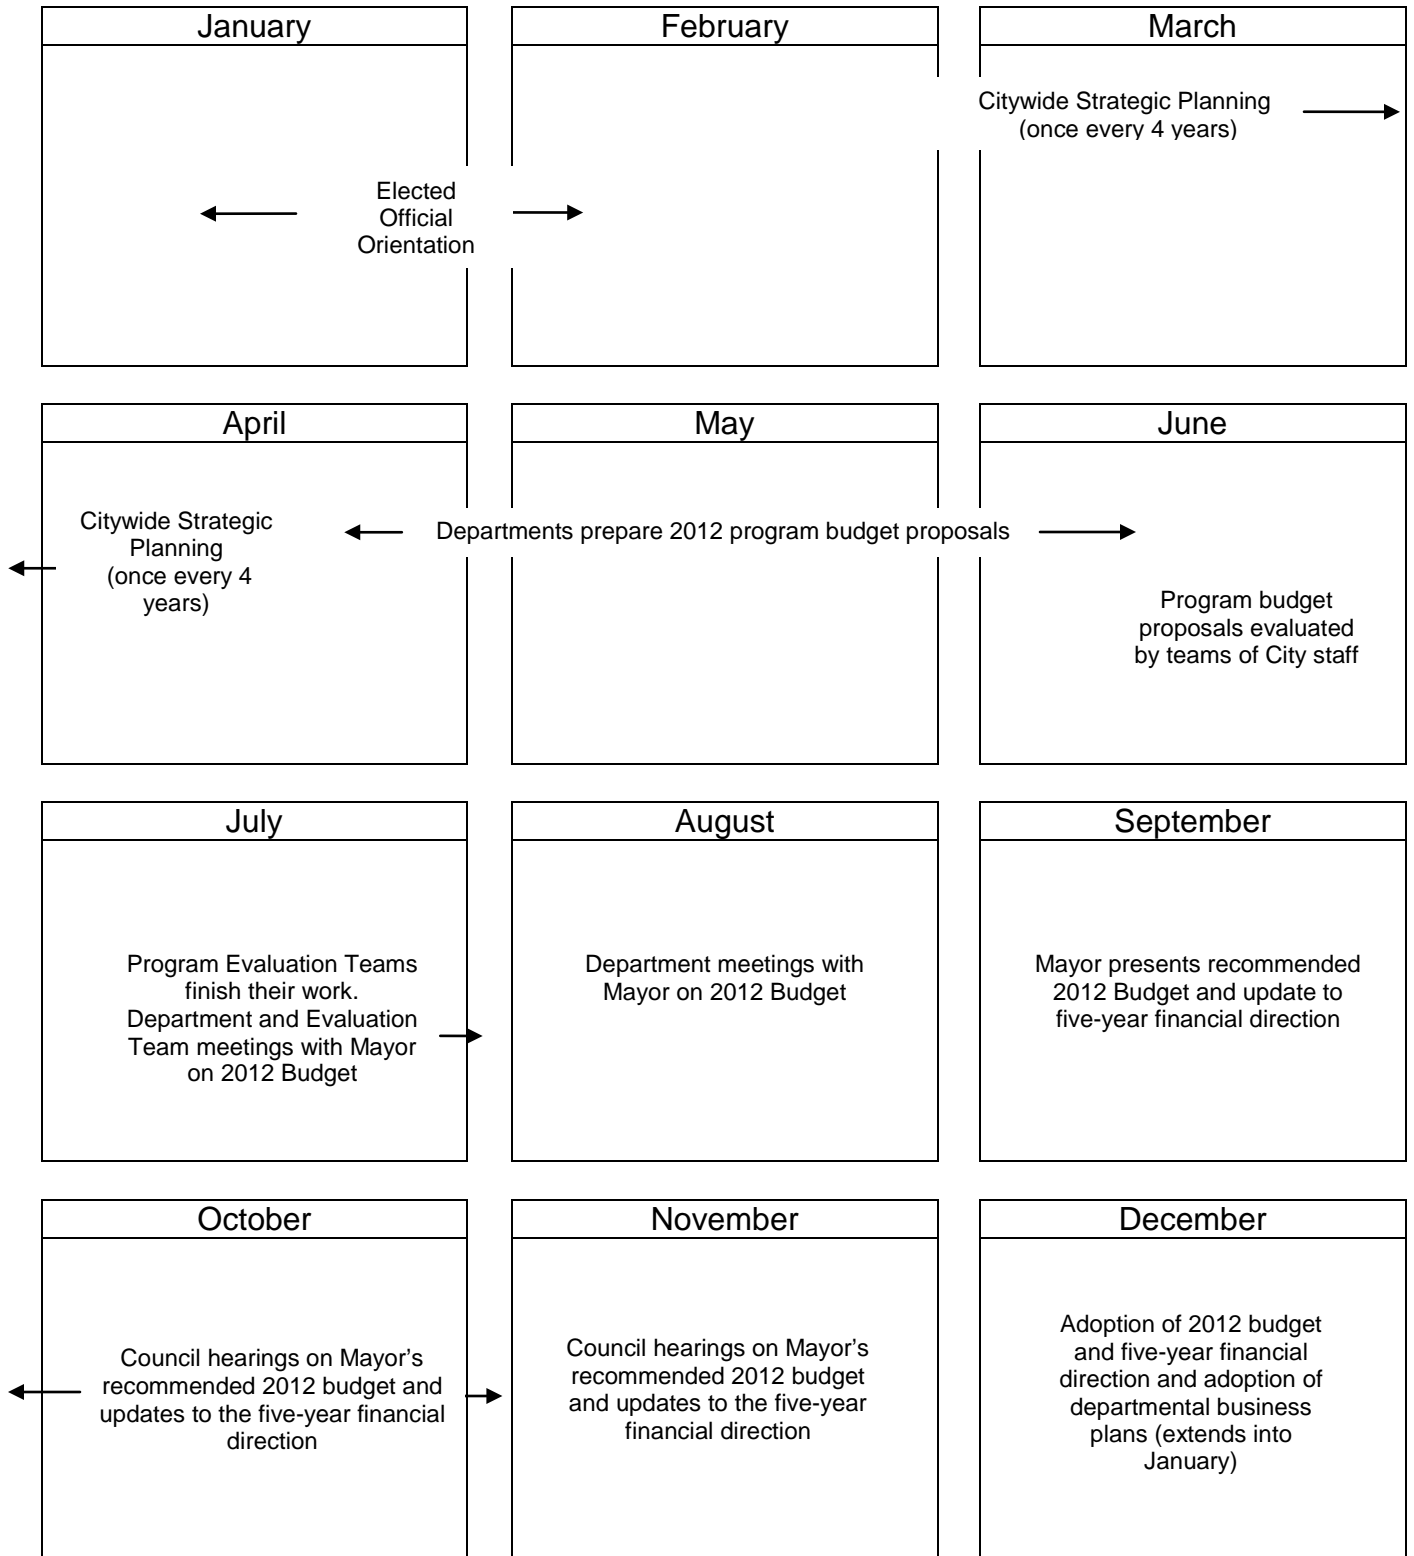 January
February
March
Citywide Strategic Planning
(once every 4 years)
Elected
Official
Orientation
April
May
June
Citywide Strategic
Planning
(once every 4
years)
Departments prepare 2012 program budget proposals
Program budget
proposals evaluated
by teams of City staff
July
August
September
Program Evaluation Teams
finish their work.
Department and Evaluation
Team meetings with Mayor
on 2012 Budget
Department meetings with
Mayor on 2012 Budget
Mayor presents recommended
2012 Budget and update to
five-year financial direction
October
November
December
Council hearings on Mayor’s
recommended 2012 budget and
updates to the five-year financial
direction
Council hearings on Mayor’s
recommended 2012 budget
and updates to the five-year
financial direction
Adoption of 2012 budget
and five-year financial
direction and adoption of
departmental business
plans (extends into
January)